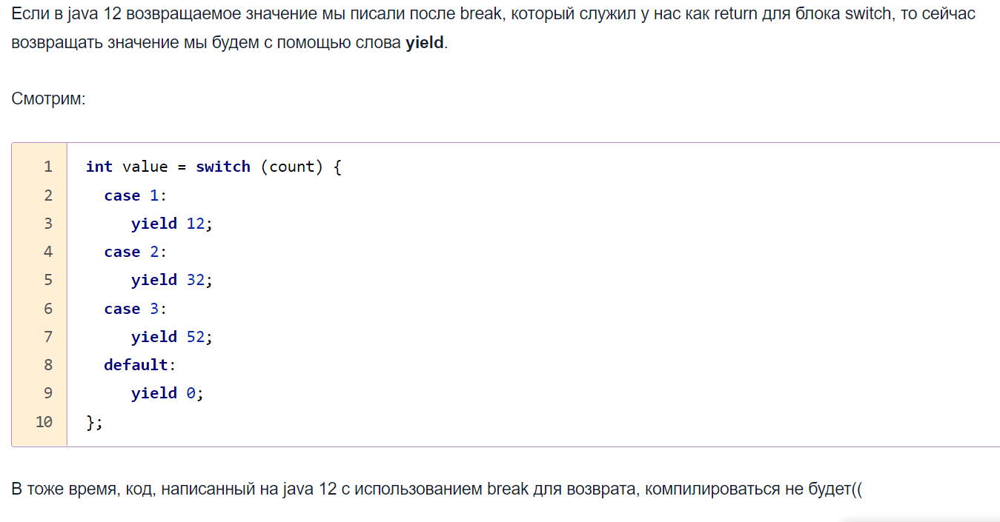 Если в java 12 возвращаемое значение мы писали после break, который служил у нас как return для блока switch, то сейчас
возвращать значение мы будем с помощью слова yield.
Смотрим:
1 int value = switch (count) {
2 case 1:
3 yield 12;
4 case 2:
5 yield 32;
6 case 3:
7 yield 52;
8 default:
9 yield 0;
10 };
В тоже время, код, написанный на java 12 с использованием break для возврата, компилироваться не будет((